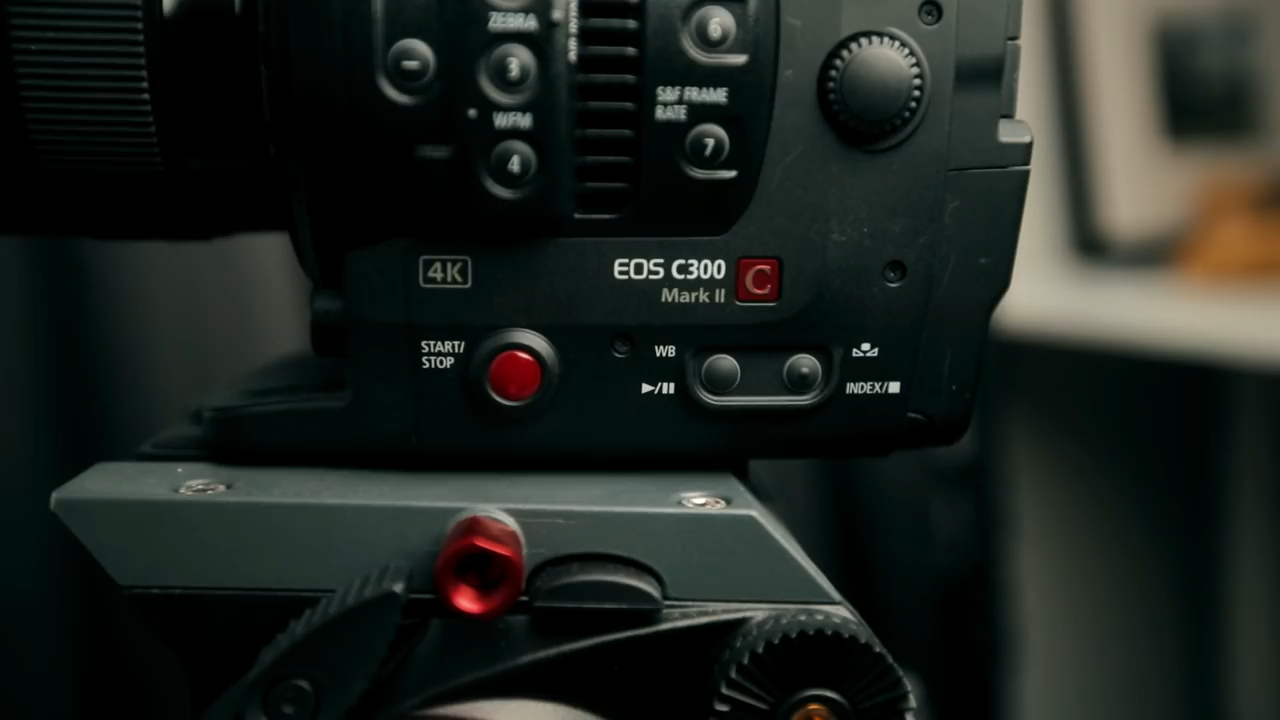 ZEBRA
-
3
WFM
4
6
S&F FRAME
RATE
7
4K
EOS C300
Mark II
C
START/
STOP
WB
▶/❚❚
INDEX/■